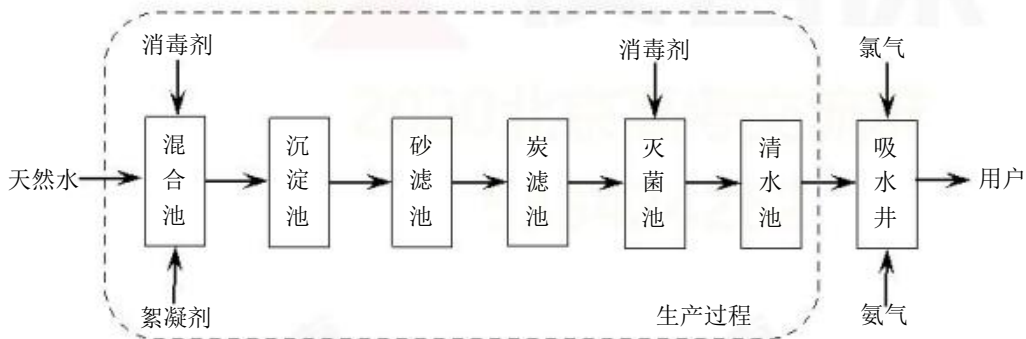 消毒剂
消毒剂
氯气
天然水
混合池
沉淀池
砂滤池
炭滤池
灭菌池
清水池
吸水井
用户
絮凝剂
生产过程
氨气